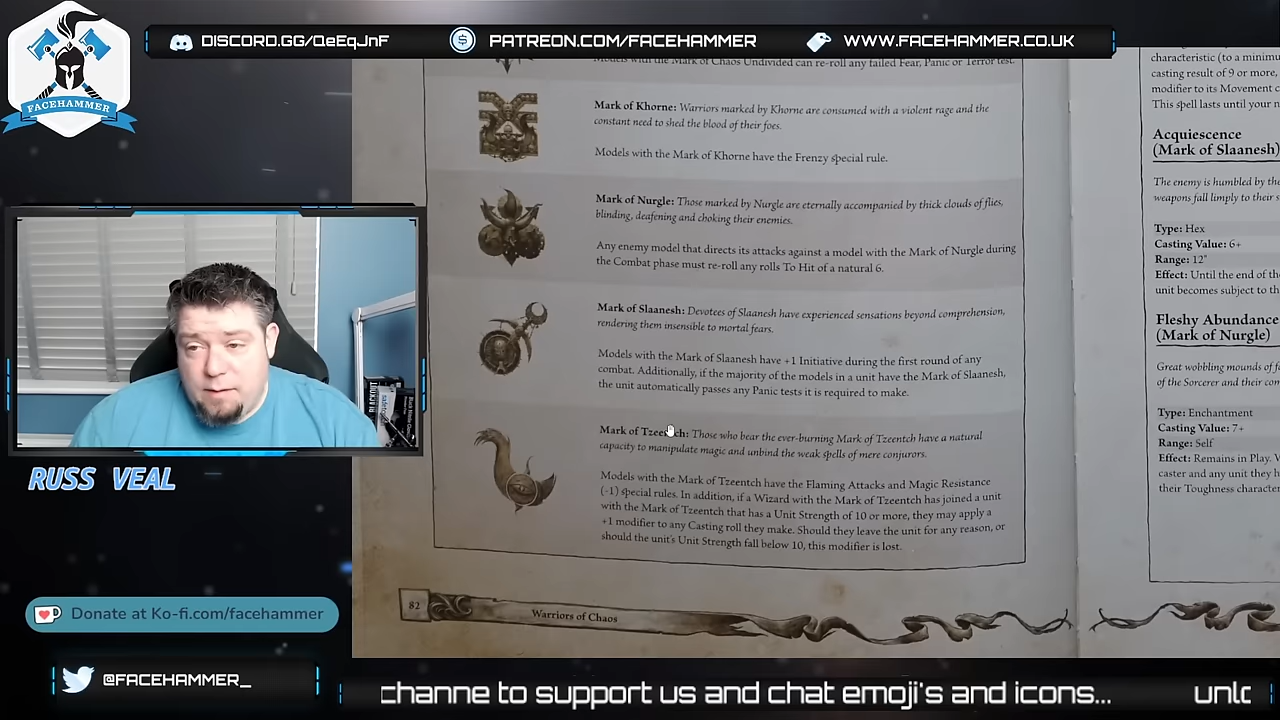 DISCORD.GG/QeEqJnF
PATREON.COM/FACEHAMMER
WWW.FACEHAMMER.CO.UK
FACEHAMMER
Models with the Mark of Chaos Undivided can re-roll any failed Fear, Panic or Terror test.
Mark of Khorne: Warriors marked by Khorne are consumed with a violent rage and the
constant need to shed the blood of their foes.
Models with the Mark of Khorne have the Frenzy special rule.
Mark of Nurgle: Those marked by Nurgle are eternally accompanied by thick clouds of flies,
blinding, deafening and choking their enemies.
Any enemy model that directs its attacks against a model with the Mark of Nurgle during
the Combat phase must re-roll any rolls To Hit of a natural 6.
Mark of Slaanesh: Devotees of Slaanesh have experienced sensations beyond comprehension,
rendering them insensible to mortal fears.
Models with the Mark of Slaanesh have +1 Initiative during the first round of any
combat. Additionally, if the majority of the models in a unit have the Mark of Slaanesh,
the unit automatically passes any Panic tests it is required to make.
Mark of Tzeentch: Those who bear the ever-burning Mark of Tzeentch have a natural
capacity to manipulate magic and unbind the weak spells of mere conjurors.
Models with the Mark of Tzeentch have the Flaming Attacks and Magic Resistance
(-1) special rules. In addition, if a Wizard with the Mark of Tzeentch has joined a unit
with the Mark of Tzeentch that has a Unit Strength of 10 or more, they may apply a
+1 modifier to any Casting roll they make. Should they leave the unit for any reason, or
should the unit's Unit Strength fall below 10, this modifier is lost.
82
Warriors of Chaos
characteristic (to a minimu
casting result of 9 or more,
modifier to its Movement c
This spell lasts until your n
Acquiescence
(Mark of Slaanesh)
The enemy is humbled by the
weapons fall limply to their s
Type: Hex
Casting Value: 6+
Range: 12"
Effect: Until the end of the
unit becomes subject to th
Fleshy Abundance
(Mark of Nurgle)
Great wobbling mounds of f
of the Sorcerer and their con
Type: Enchantment
Casting Value: 7+
Range: Self
Effect: Remains in Play. W
caster and any unit they h
their Toughness character
BLACKOUT
RUSS VEAL
Donate at Ko-fi.com/facehammer
@FACEHAMMER_
channe to support us and chat emoji's and icons... unlo